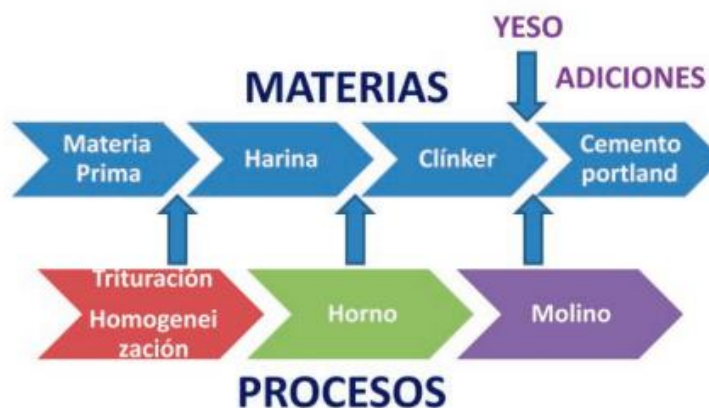 YESO
ADICIONES
MATERIAS
Materia
Prima
Harina
Clínker
Cemento
portland
Trituración
Homogenei
zación
Horno
Molino
PROCESOS